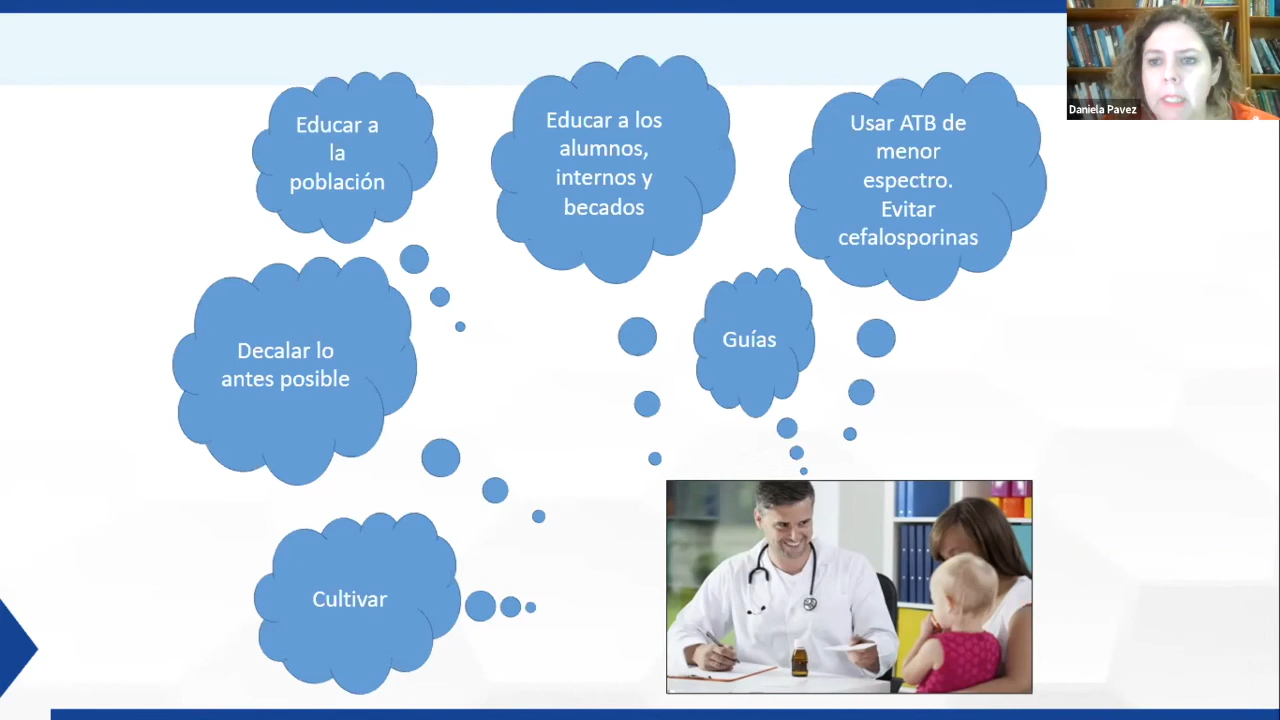 Educar a
la
población
Educar a los
alumnos,
internos y
becados
Usar ATB de
menor
espectro.
Evitar
cefalosporinas
Decalar lo
antes posible
Guías
Cultivar
Daniela Pavez